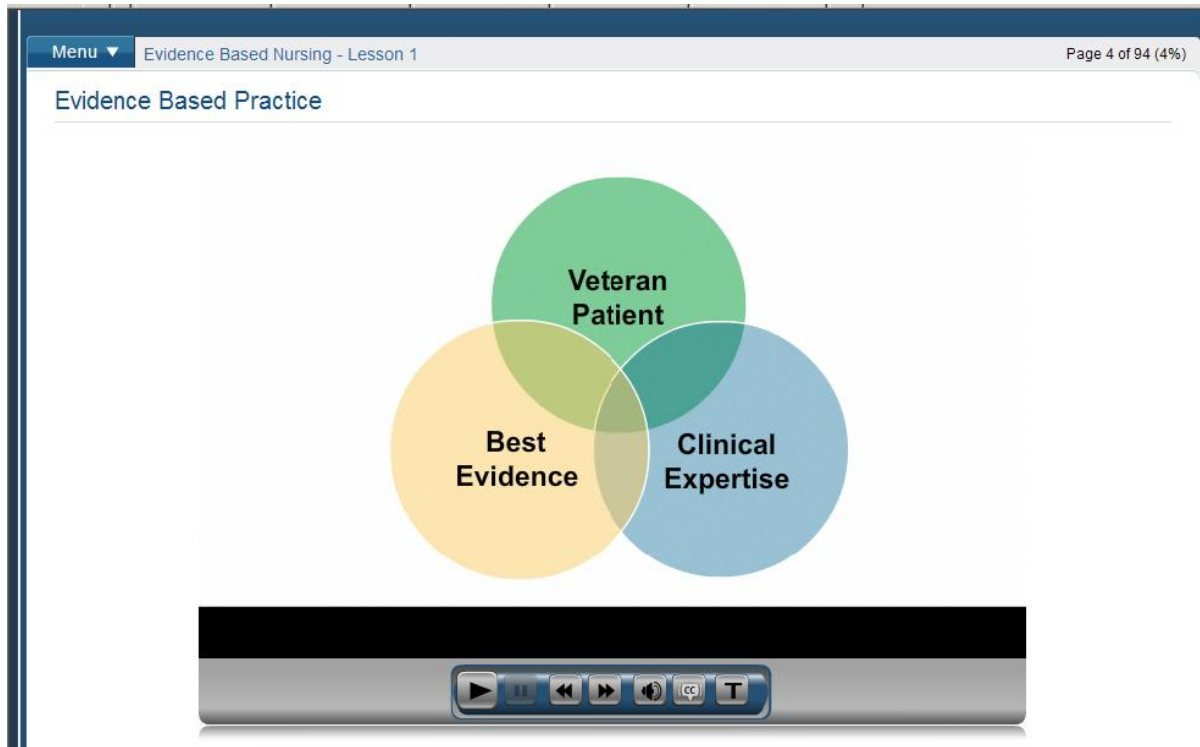 Menu ▼
Evidence Based Nursing - Lesson 1
Page 4 of 94 (4%)
Evidence Based Practice
Veteran
Patient
Best
Evidence
Clinical
Expertise
CC
T